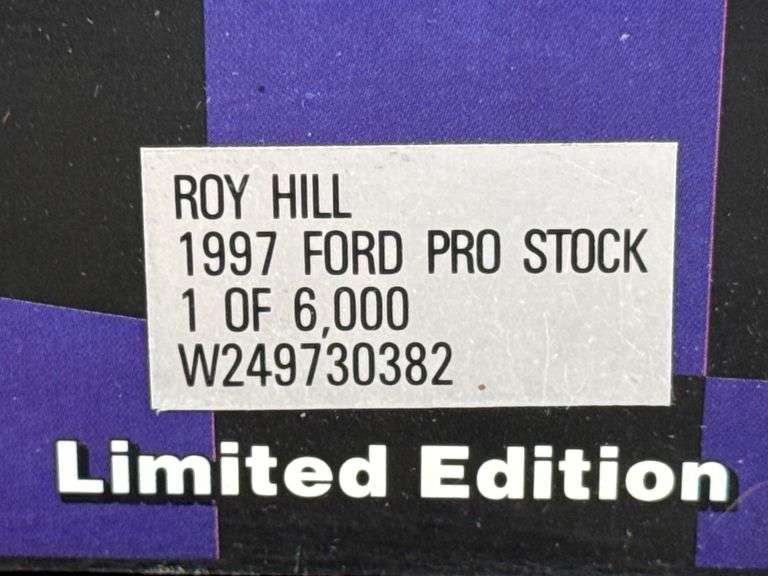 ROY HILL
1997 FORD PRO STOCK
1 OF 6,000
W249730382
Limited Edition